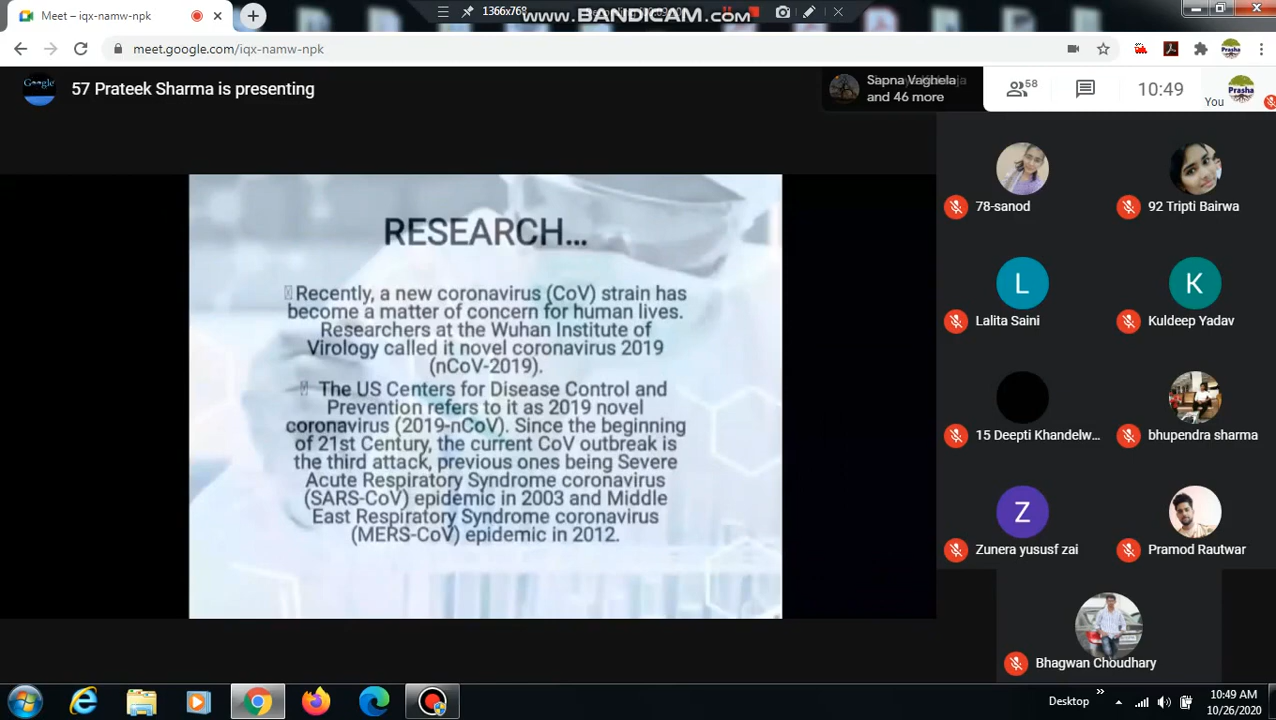 Meet – iqx-namw-npk
1366x768
www.BANDICAM.com
meet.google.com/iqx-namw-npk
Google
57 Prateek Sharma is presenting
Sapna Vaghela
and 46 more
58
10:49
Prasha
You
RESEARCH...
Recently, a new coronavirus (CoV) strain has
become a matter of concern for human lives.
Researchers at the Wuhan Institute of
Virology called it novel coronavirus 2019
(nCoV-2019).
The US Centers for Disease Control and
Prevention refers to it as 2019 novel
coronavirus (2019-nCoV). Since the beginning
of 21st Century, the current CoV outbreak is
the third attack, previous ones being Severe
Acute Respiratory Syndrome coronavirus
(SARS-CoV) epidemic in 2003 and Middle
East Respiratory Syndrome coronavirus
(MERS-CoV) epidemic in 2012.
78-sanod
92 Tripti Bairwa
L
Lalita Saini
K
Kuldeep Yadav
15 Deepti Khandelw...
bhupendra sharma
Z
Zunera yususf zai
Pramod Rautwar
Bhagwan Choudhary
Desktop
10:49 AM
10/26/2020